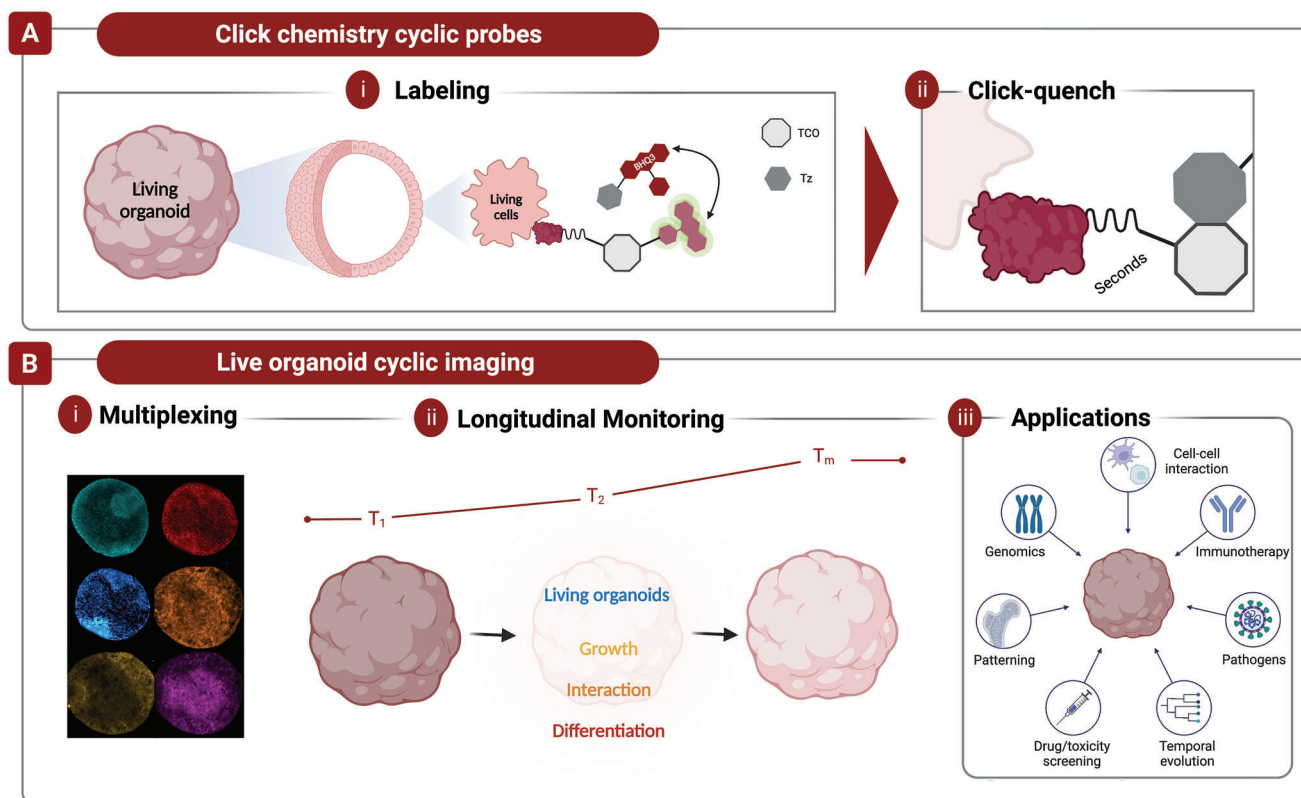 A
Click chemistry cyclic probes
i
Labeling
ii
Click-quench
Living
organoid
Living
cells
BHQ3
TCO
Tz
Seconds
B
Live organoid cyclic imaging
i
Multiplexing
ii
Longitudinal Monitoring
iii
Applications
T1
T2
Tm
Living organoids
Growth
Interaction
Differentiation
Cell-cell
interaction
Genomics
Immunotherapy
Patterning
Pathogens
Drug/toxicity
screening
Temporal
evolution